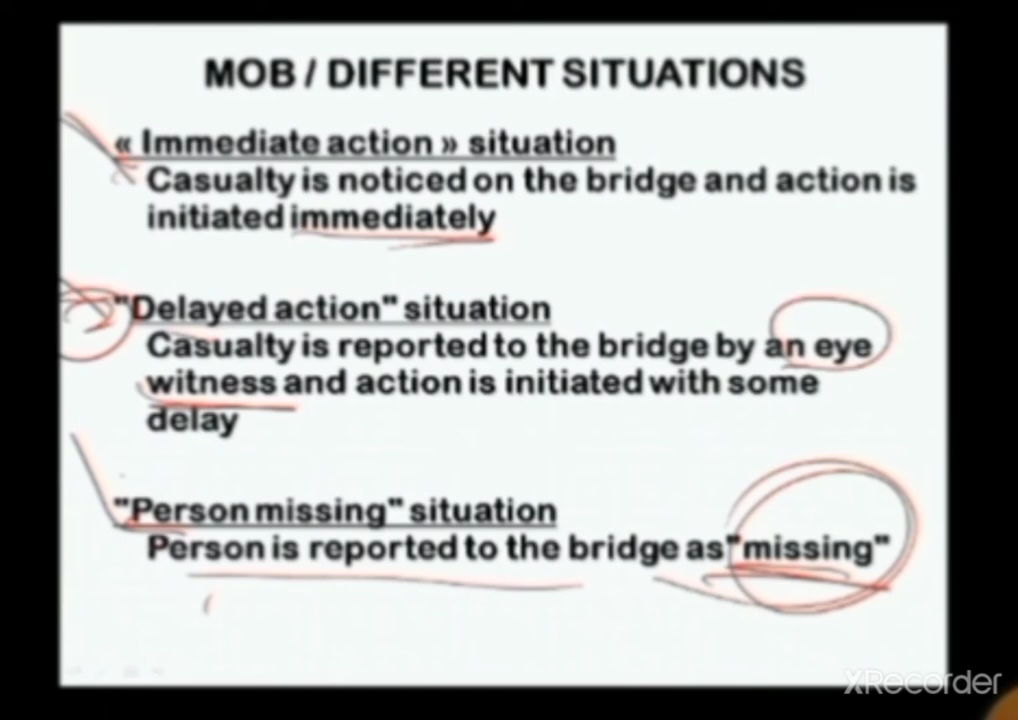 MOB / DIFFERENT SITUATIONS
« Immediate action » situation
Casualty is noticed on the bridge and action is
initiated immediately
"Delayed action" situation
Casualty is reported to the bridge by an eye
witness and action is initiated with some
delay
"Person missing" situation
Person is reported to the bridge as"missing"
XRecorder